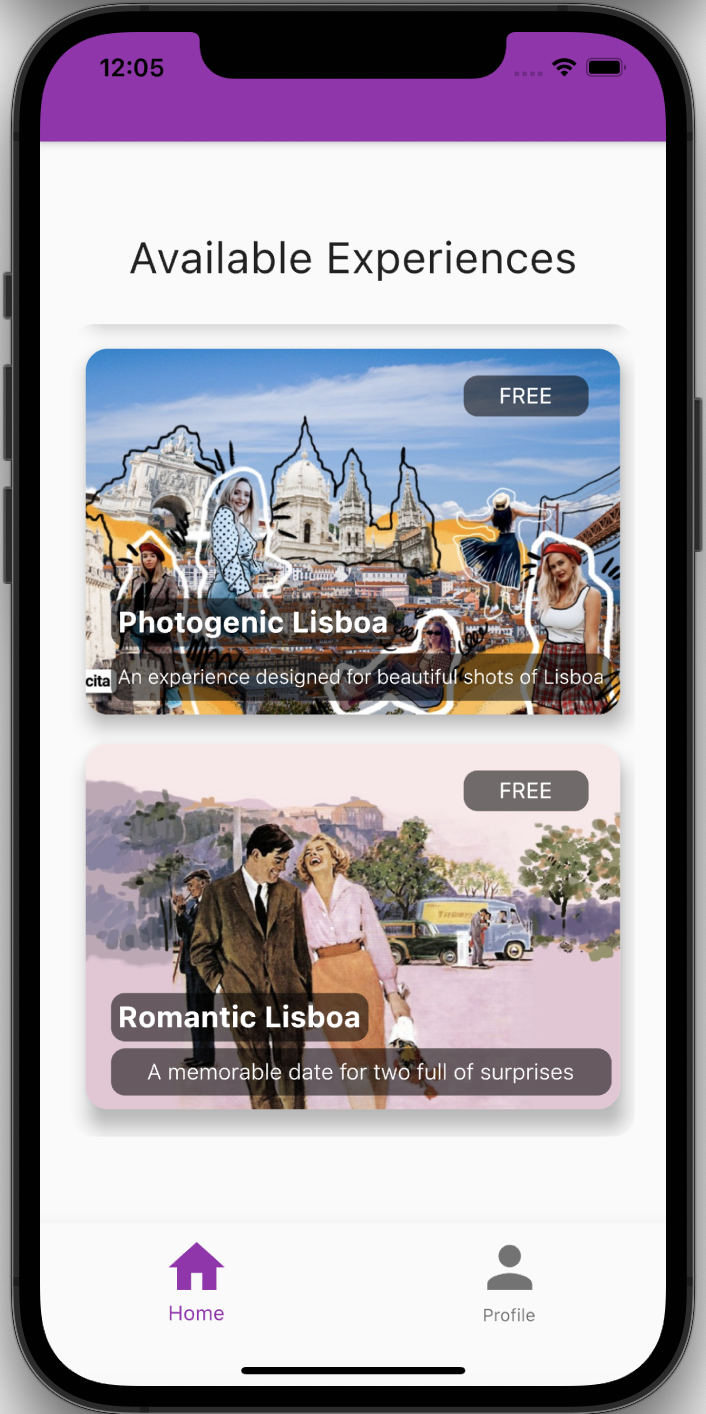 12:05
Available Experiences
FREE
Photogenic Lisboa
cita
An experience designed for beautiful shots of Lisboa
FREE
Romantic Lisboa
A memorable date for two full of surprises
Home
Profile